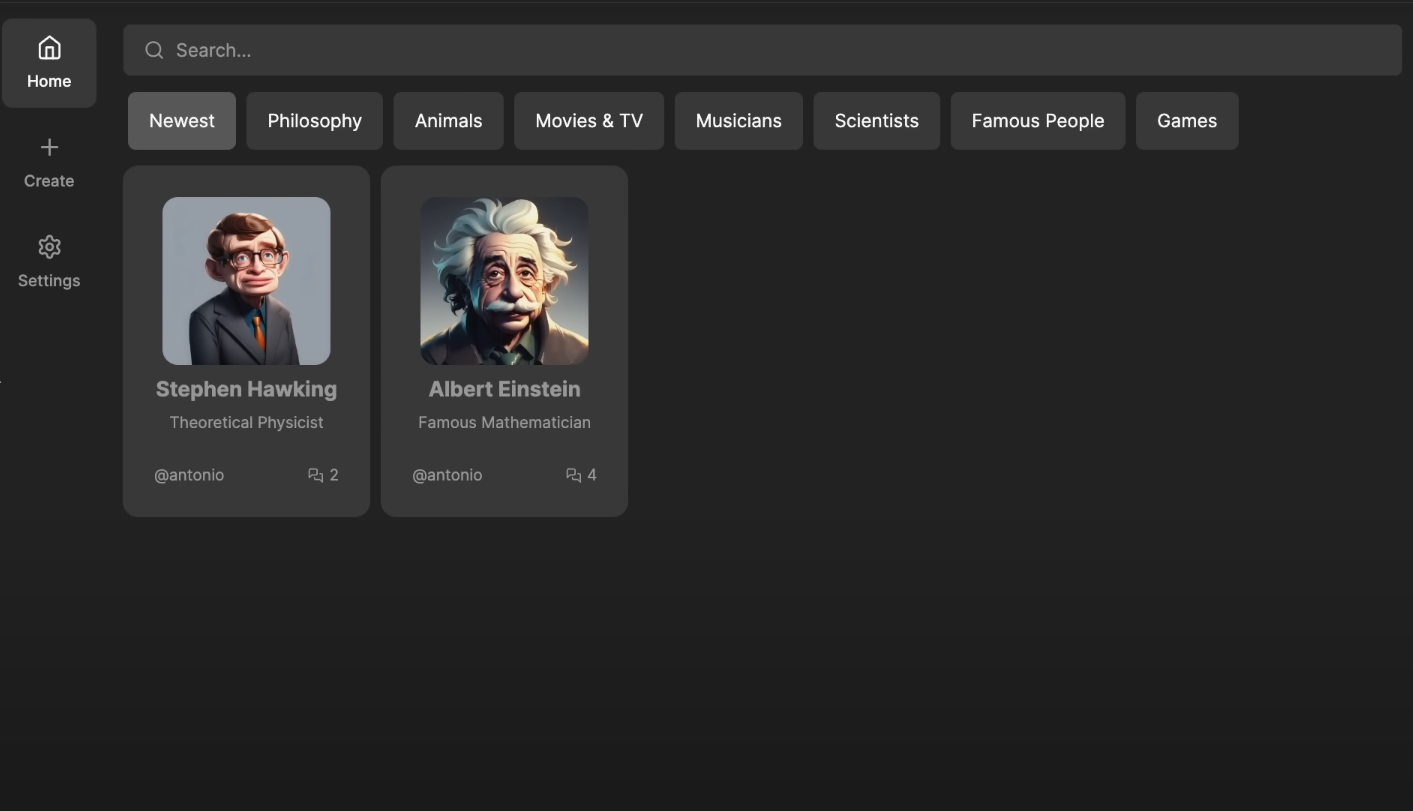 Home
Create
Settings
Search...
Newest
Philosophy
Animals
Movies & TV
Musicians
Scientists
Famous People
Games
Stephen Hawking
Theoretical Physicist
@antonio
2
Albert Einstein
Famous Mathematician
@antonio
4